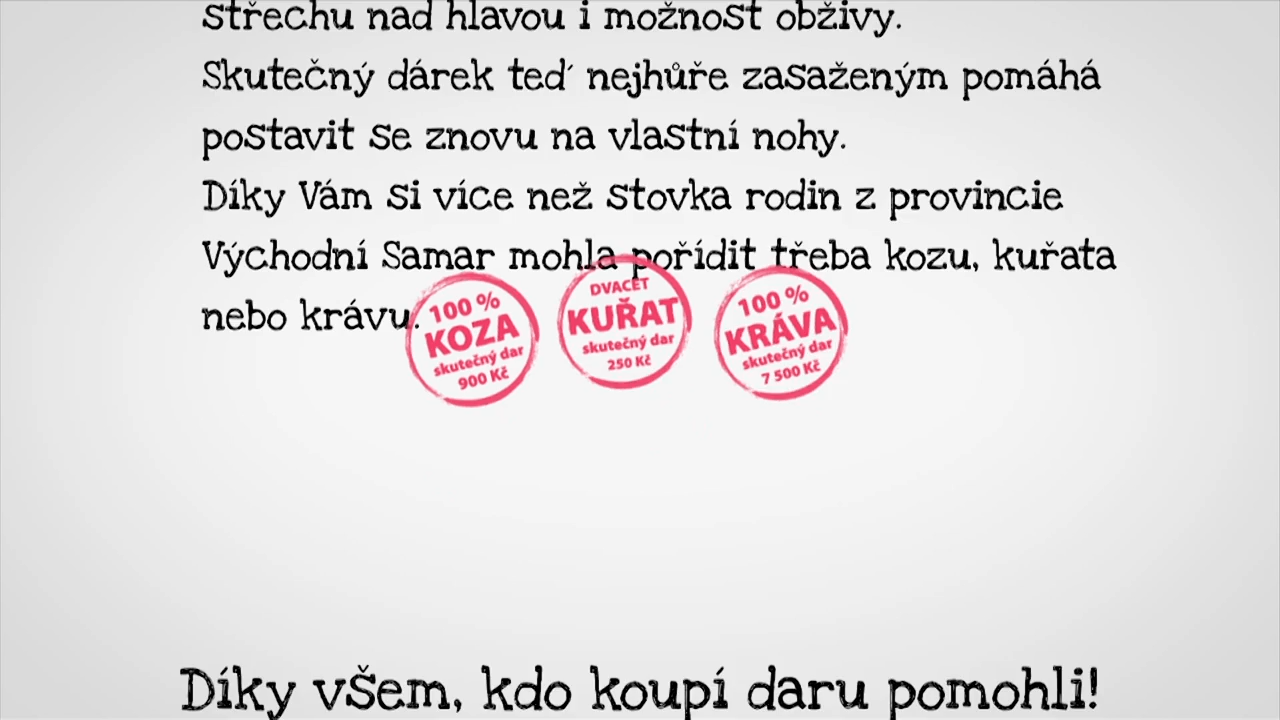 střechu nad hlavou i možnost obživy.
Skutečný dárek teď nejhůře zasaženým pomáhá
postavit se znovu na vlastní nohy.
Díky Vám si více než stovka rodin z provincie
Východní Samar mohla pořídit třeba kozu, kuřata
nebo krávu.
100 %
KOZA
skutečný dar
900 Kč
DVACET
KUŘAT
skutečný dar
250 Kč
100 %
KRÁVA
skutečný dar
7 500 Kč
Díky všem, kdo koupí daru pomohli!